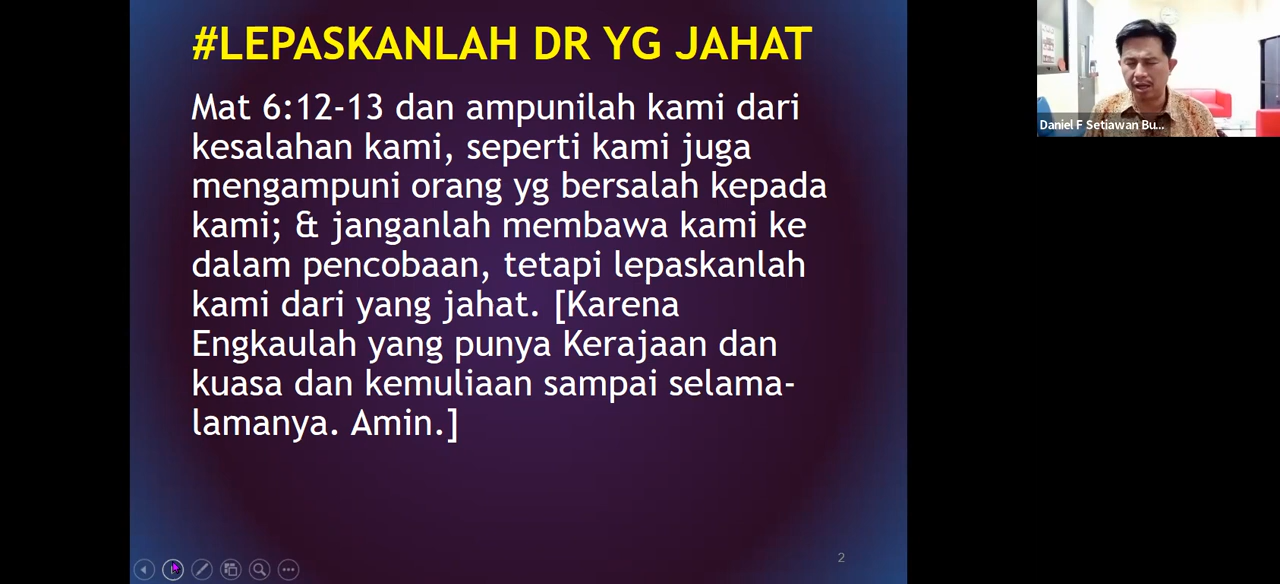 #LEPASKANLAH DR YG JAHAT
Mat 6:12-13 dan ampunilah kami dari
kesalahan kami, seperti kami juga
mengampuni orang yg bersalah kepada
kami; & janganlah membawa kami ke
dalam pencobaan, tetapi lepaskanlah
kami dari yang jahat. [Karena
Engkaulah yang punya Kerajaan dan
kuasa dan kemuliaan sampai selama-
lamanya. Amin.]
2
Daniel F Setiawan Bu...